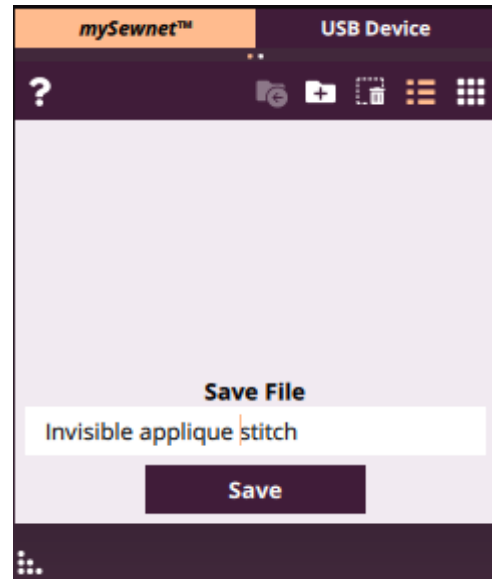 mySewnet™ USB Device
?
Save File
Invisible applique stitch
Save